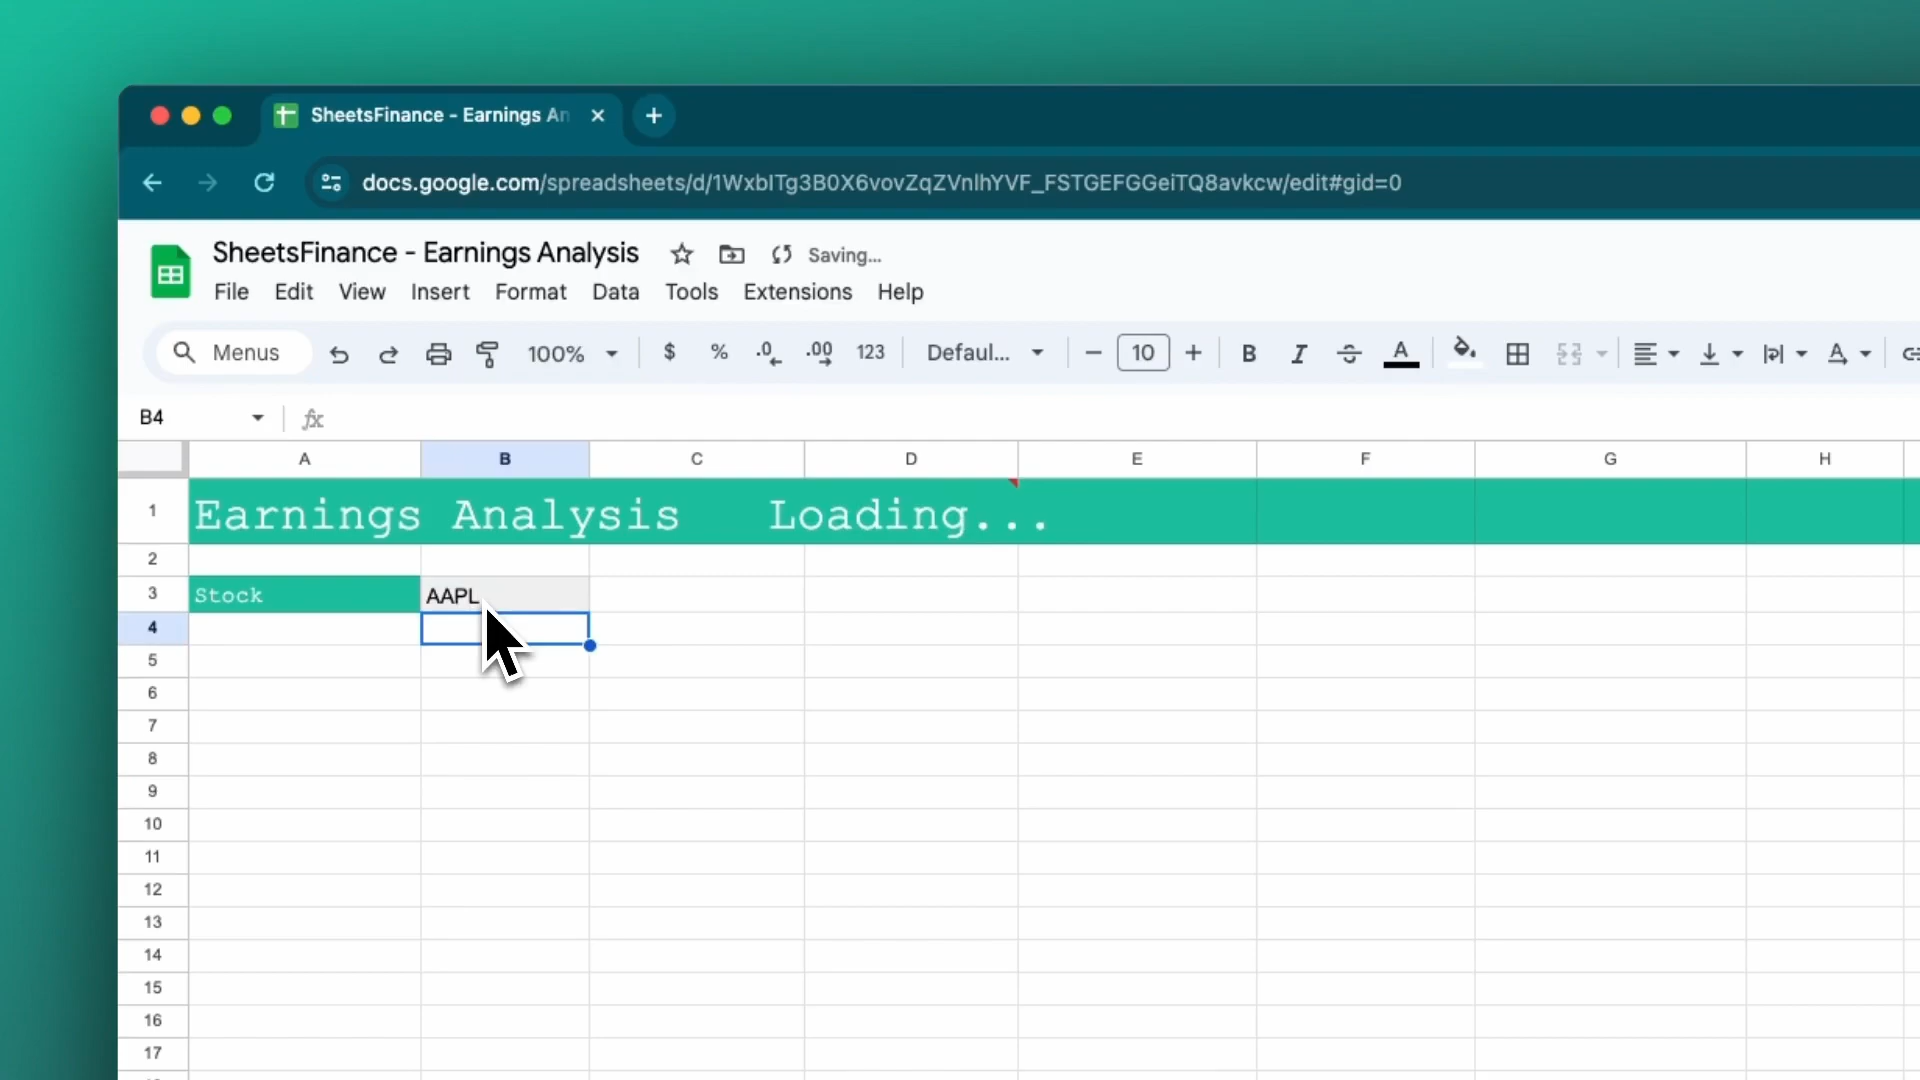 SheetsFinance - Earnings An
docs.google.com/spreadsheets/d/1WxbITg3B0X6vovZqZVnlhYVF_FSTGEFGGeiTQ8avkcw/edit#gid=0
SheetsFinance - Earnings Analysis Saving...
File Edit View Insert Format Data Tools Extensions Help
Menus 100% $ % .0 .00 123 Defaul... 10 B I S A A
B4 fx
A B C D E F G H
1 Earnings Analysis Loading...
2
3 Stock AAPL
4
5
6
7
8
9
10
11
12
13
14
15
16
17